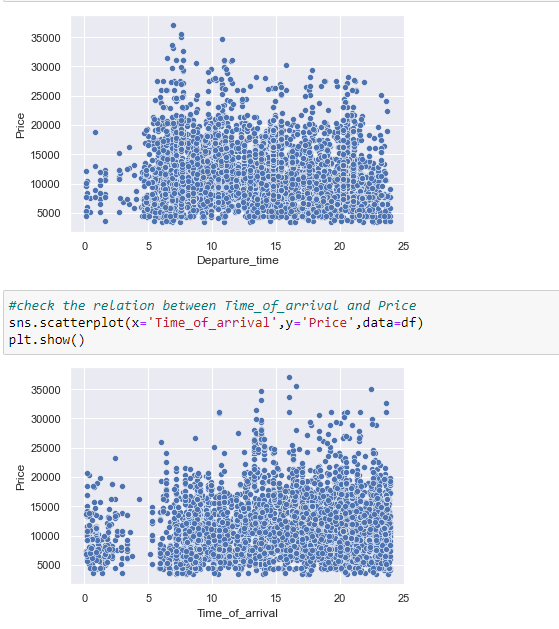 35000
30000
25000
20000
15000
10000
5000
Price
0 5 10 15 20 25
Departure_time
#check the relation between Time_of_arrival and Price
sns.scatterplot(x='Time_of_arrival',y='Price',data=df)
plt.show()
35000
30000
25000
20000
15000
10000
5000
Price
0 5 10 15 20 25
Time_of_arrival